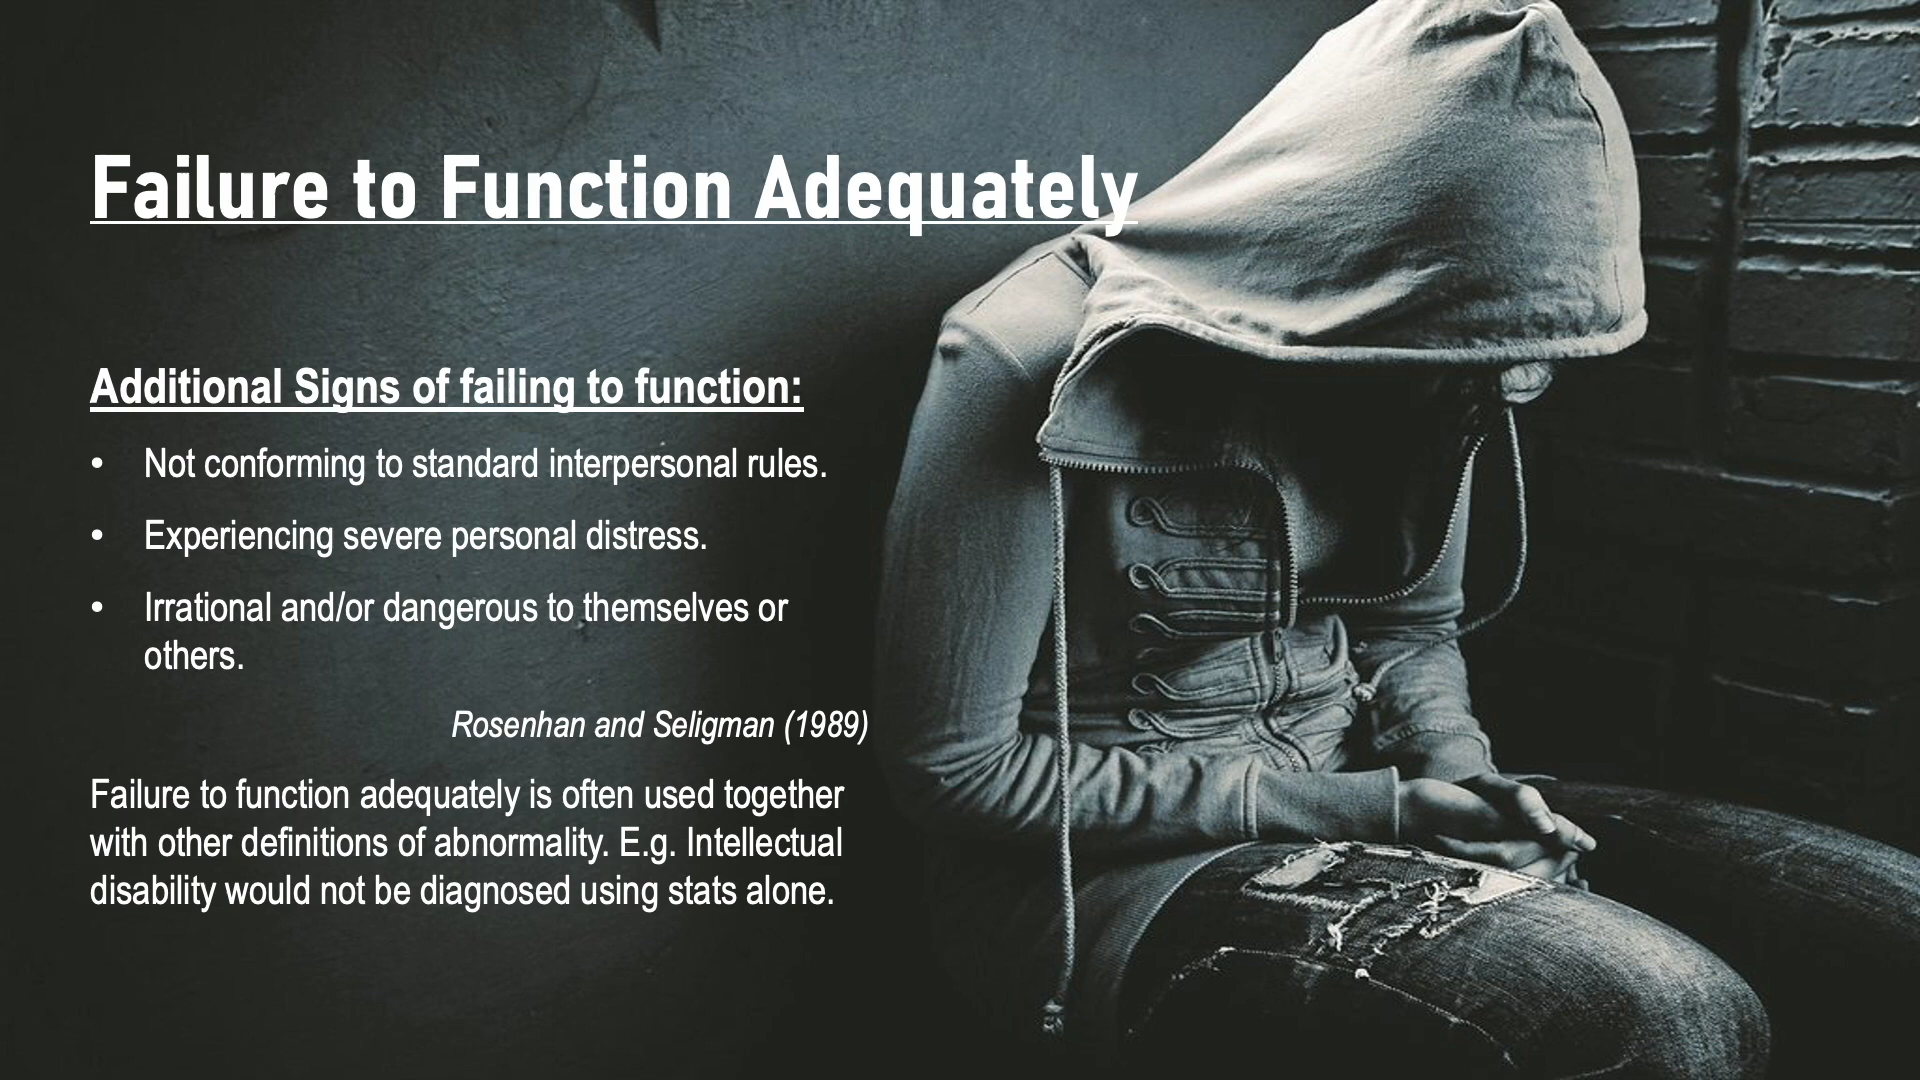 Failure to Function Adequately
Additional Signs of failing to function:
• Not conforming to standard interpersonal rules.
• Experiencing severe personal distress.
• Irrational and/or dangerous to themselves or
others.
Rosenhan and Seligman (1989)
Failure to function adequately is often used together
with other definitions of abnormality. E.g. Intellectual
disability would not be diagnosed using stats alone.